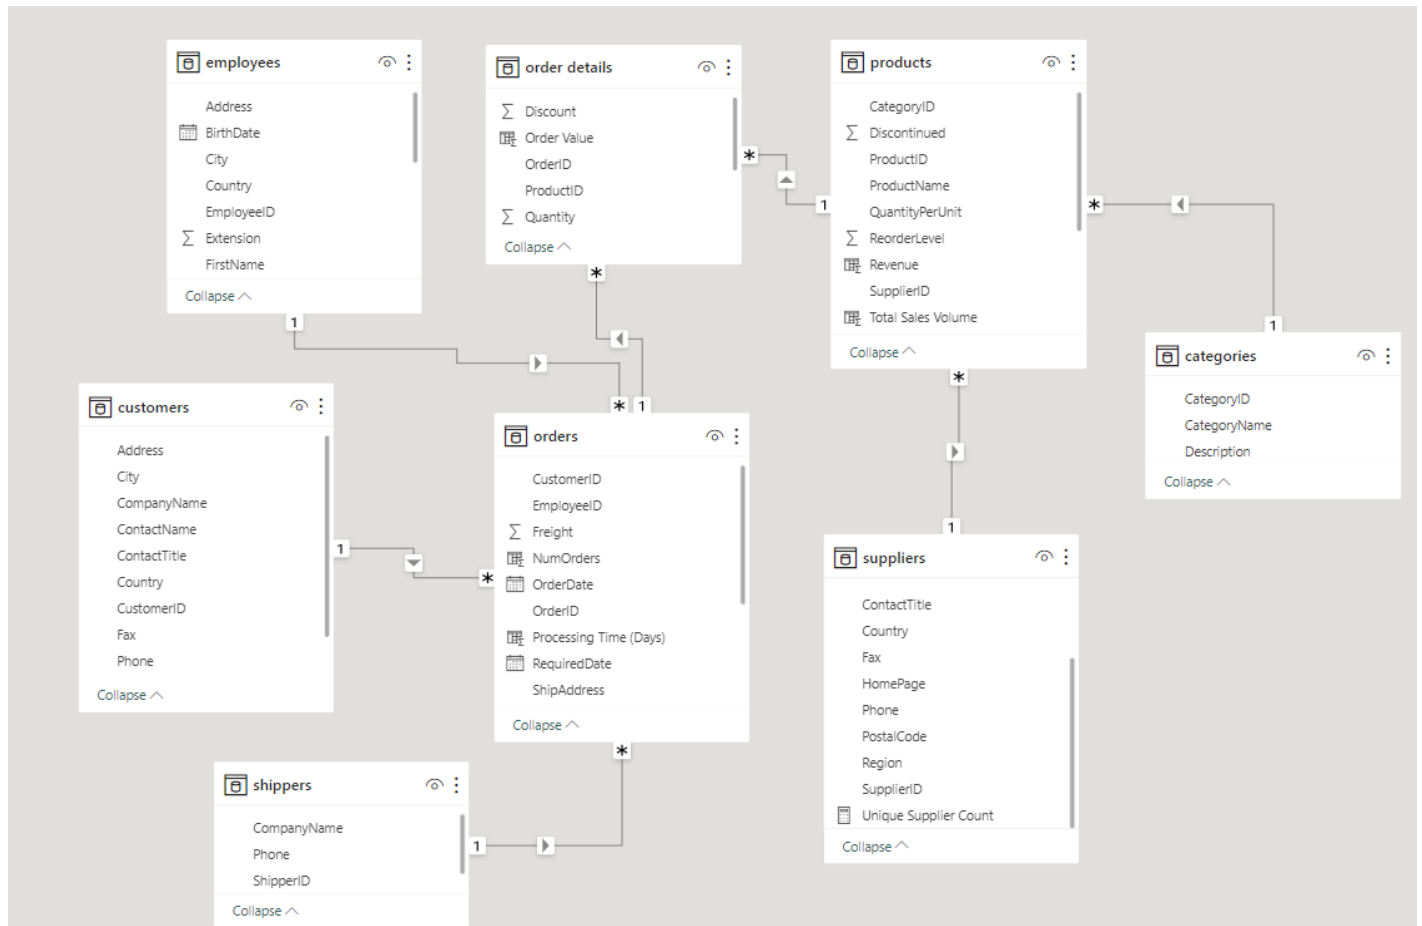 employees
Address
BirthDate
City
Country
EmployeeID
Extension
FirstName
Collapse
order details
Discount
Order Value
OrderID
ProductID
Quantity
Collapse
products
CategoryID
Discontinued
ProductID
ProductName
QuantityPerUnit
ReorderLevel
Revenue
SupplierID
Total Sales Volume
Collapse
*
1
*
1
categories
CategoryID
CategoryName
Description
Collapse
1
*
*
1
customers
Address
City
CompanyName
ContactName
ContactTitle
Country
CustomerID
Fax
Phone
Collapse
1
*
orders
CustomerID
EmployeeID
Freight
NumOrders
OrderDate
OrderID
Processing Time (Days)
RequiredDate
ShipAddress
Collapse
*
*
1
suppliers
ContactTitle
Country
Fax
HomePage
Phone
PostalCode
Region
SupplierID
Unique Supplier Count
Collapse
shippers
CompanyName
Phone
ShipperID
Collapse
1